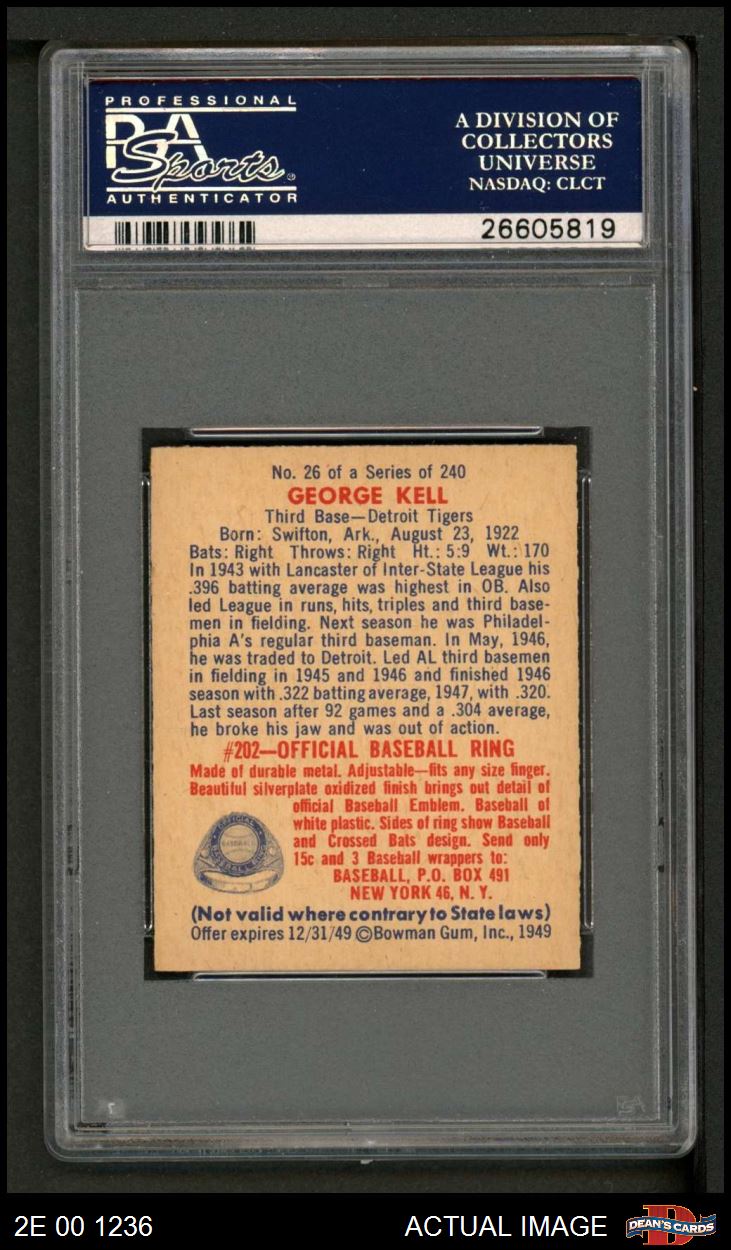 PROFESSIONAL
PSA
Sports
AUTHENTICATOR
A DIVISION OF
COLLECTORS
UNIVERSE
NASDAQ: CLCT
26605819
No. 26 of a Series of 240
GEORGE KELL
Third Base—Detroit Tigers
Born: Swifton, Ark., August 23, 1922
Bats: Right Throws: Right Ht.: 5:9 Wt.: 170
In 1943 with Lancaster of Inter-State League his
.396 batting average was highest in OB. Also
led League in runs, hits, triples and third base-
men in fielding. Next season he was Philadel-
phia A's regular third baseman. In May, 1946,
he was traded to Detroit. Led AL third basemen
in fielding in 1945 and 1946 and finished 1946
season with .322 batting average, 1947, with .320.
Last season after 92 games and a .304 average,
he broke his jaw and was out of action.
#202—OFFICIAL BASEBALL RING
Made of durable metal. Adjustable—fits any size finger.
Beautiful silverplate oxidized finish brings out detail of
official Baseball Emblem. Baseball of
white plastic. Sides of ring show Baseball
and Crossed Bats design. Send only
15c and 3 Baseball wrappers to:
BASEBALL, P.O. BOX 491
NEW YORK 46, N. Y.
OFFICIAL
BASEBALL
BASEBALL RING
(Not valid where contrary to State laws)
Offer expires 12/31/49 ©Bowman Gum, Inc., 1949
PSA
2E 00 1236
ACTUAL IMAGE
DEAN'S CARDS